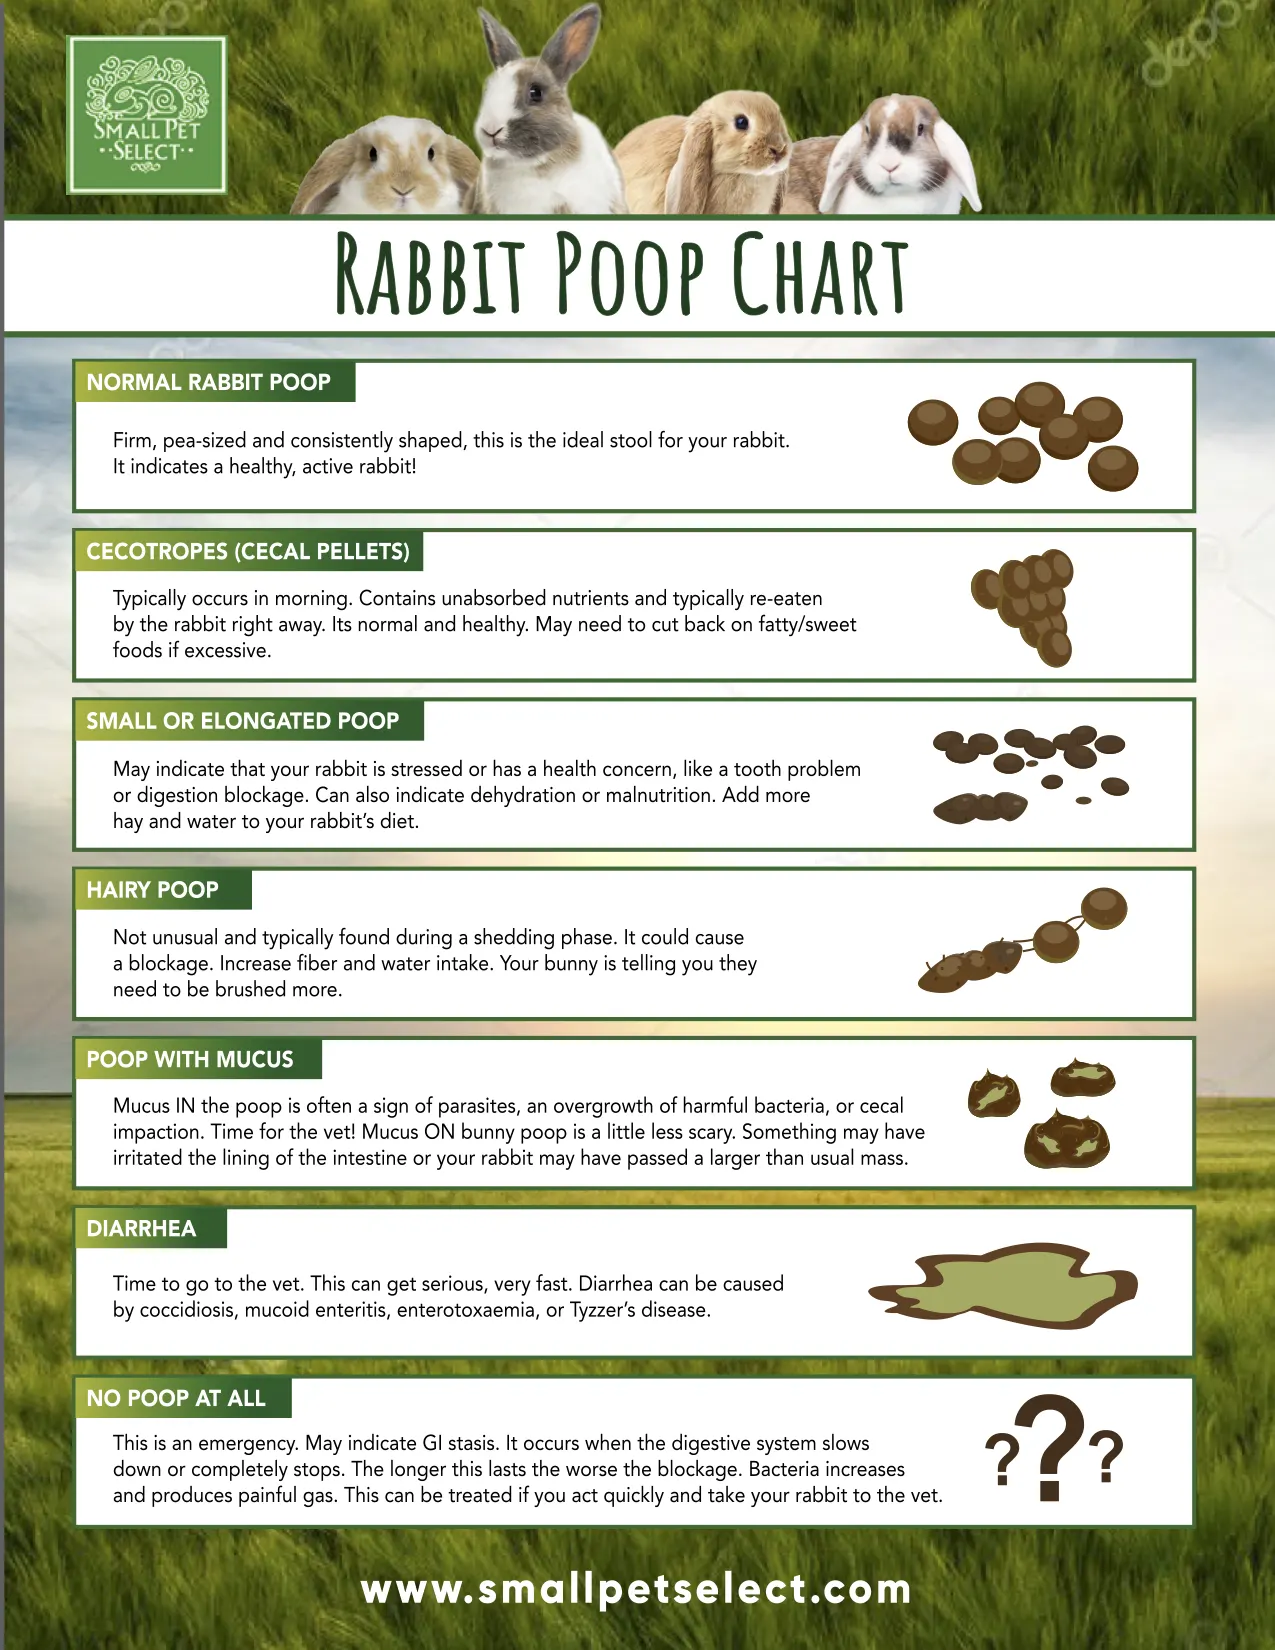 SMALL PET
SELECT
RABBIT POOP CHART
NORMAL RABBIT POOP
Firm, pea-sized and consistently shaped, this is the ideal stool for your rabbit.
It indicates a healthy, active rabbit!
CECOTROPES (CECAL PELLETS)
Typically occurs in morning. Contains unabsorbed nutrients and typically re-eaten
by the rabbit right away. Its normal and healthy. May need to cut back on fatty/sweet
foods if excessive.
SMALL OR ELONGATED POOP
May indicate that your rabbit is stressed or has a health concern, like a tooth problem
or digestion blockage. Can also indicate dehydration or malnutrition. Add more
hay and water to your rabbit's diet.
HAIRY POOP
Not unusual and typically found during a shedding phase. It could cause
a blockage. Increase fiber and water intake. Your bunny is telling you they
need to be brushed more.
POOP WITH MUCUS
Mucus IN the poop is often a sign of parasites, an overgrowth of harmful bacteria, or cecal
impaction. Time for the vet! Mucus ON bunny poop is a little less scary. Something may have
irritated the lining of the intestine or your rabbit may have passed a larger than usual mass.
DIARRHEA
Time to go to the vet. This can get serious, very fast. Diarrhea can be caused
by coccidiosis, mucoid enteritis, enterotoxaemia, or Tyzzer's disease.
NO POOP AT ALL
This is an emergency. May indicate GI stasis. It occurs when the digestive system slows
down or completely stops. The longer this lasts the worse the blockage. Bacteria increases
and produces painful gas. This can be treated if you act quickly and take your rabbit to the vet.
? ? ?
www.smallpetselect.com